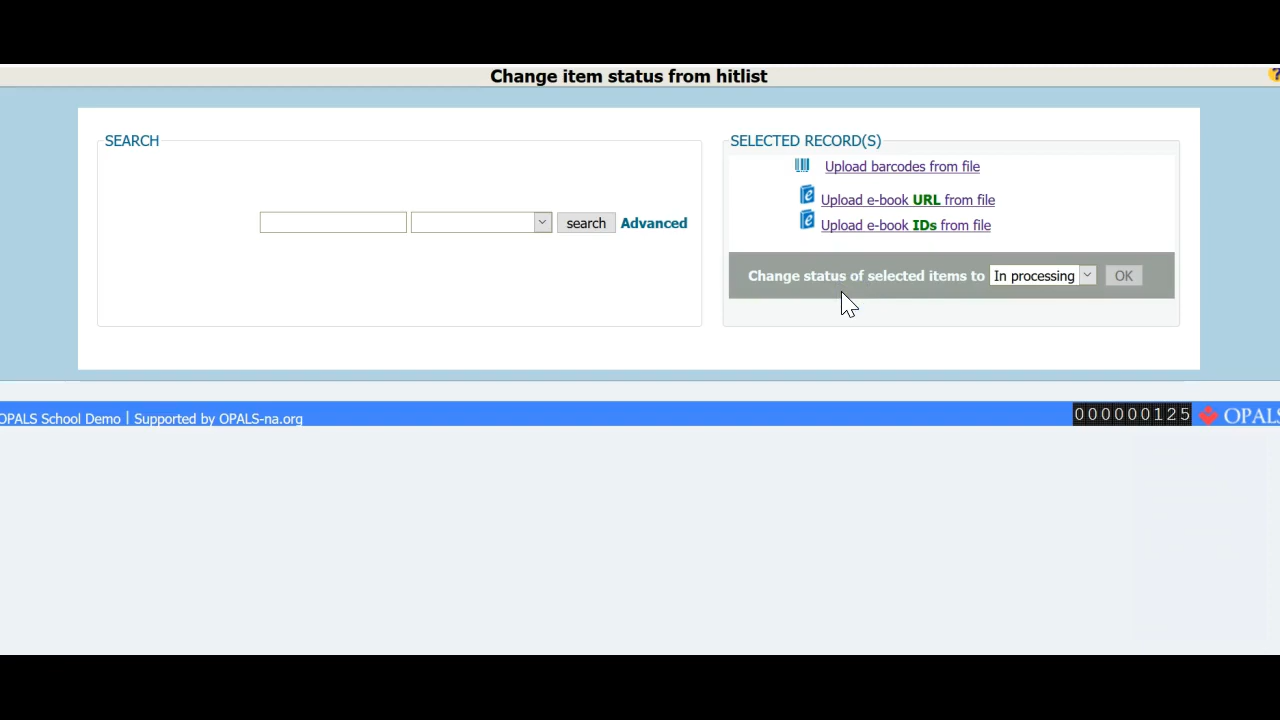 Change item status from hitlist
?
SEARCH
search Advanced
SELECTED RECORD(S)
Upload barcodes from file
Upload e-book URL from file
Upload e-book IDs from file
Change status of selected items to In processing OK
OPALS School Demo | Supported by OPALS-na.org
000000125 OPALS